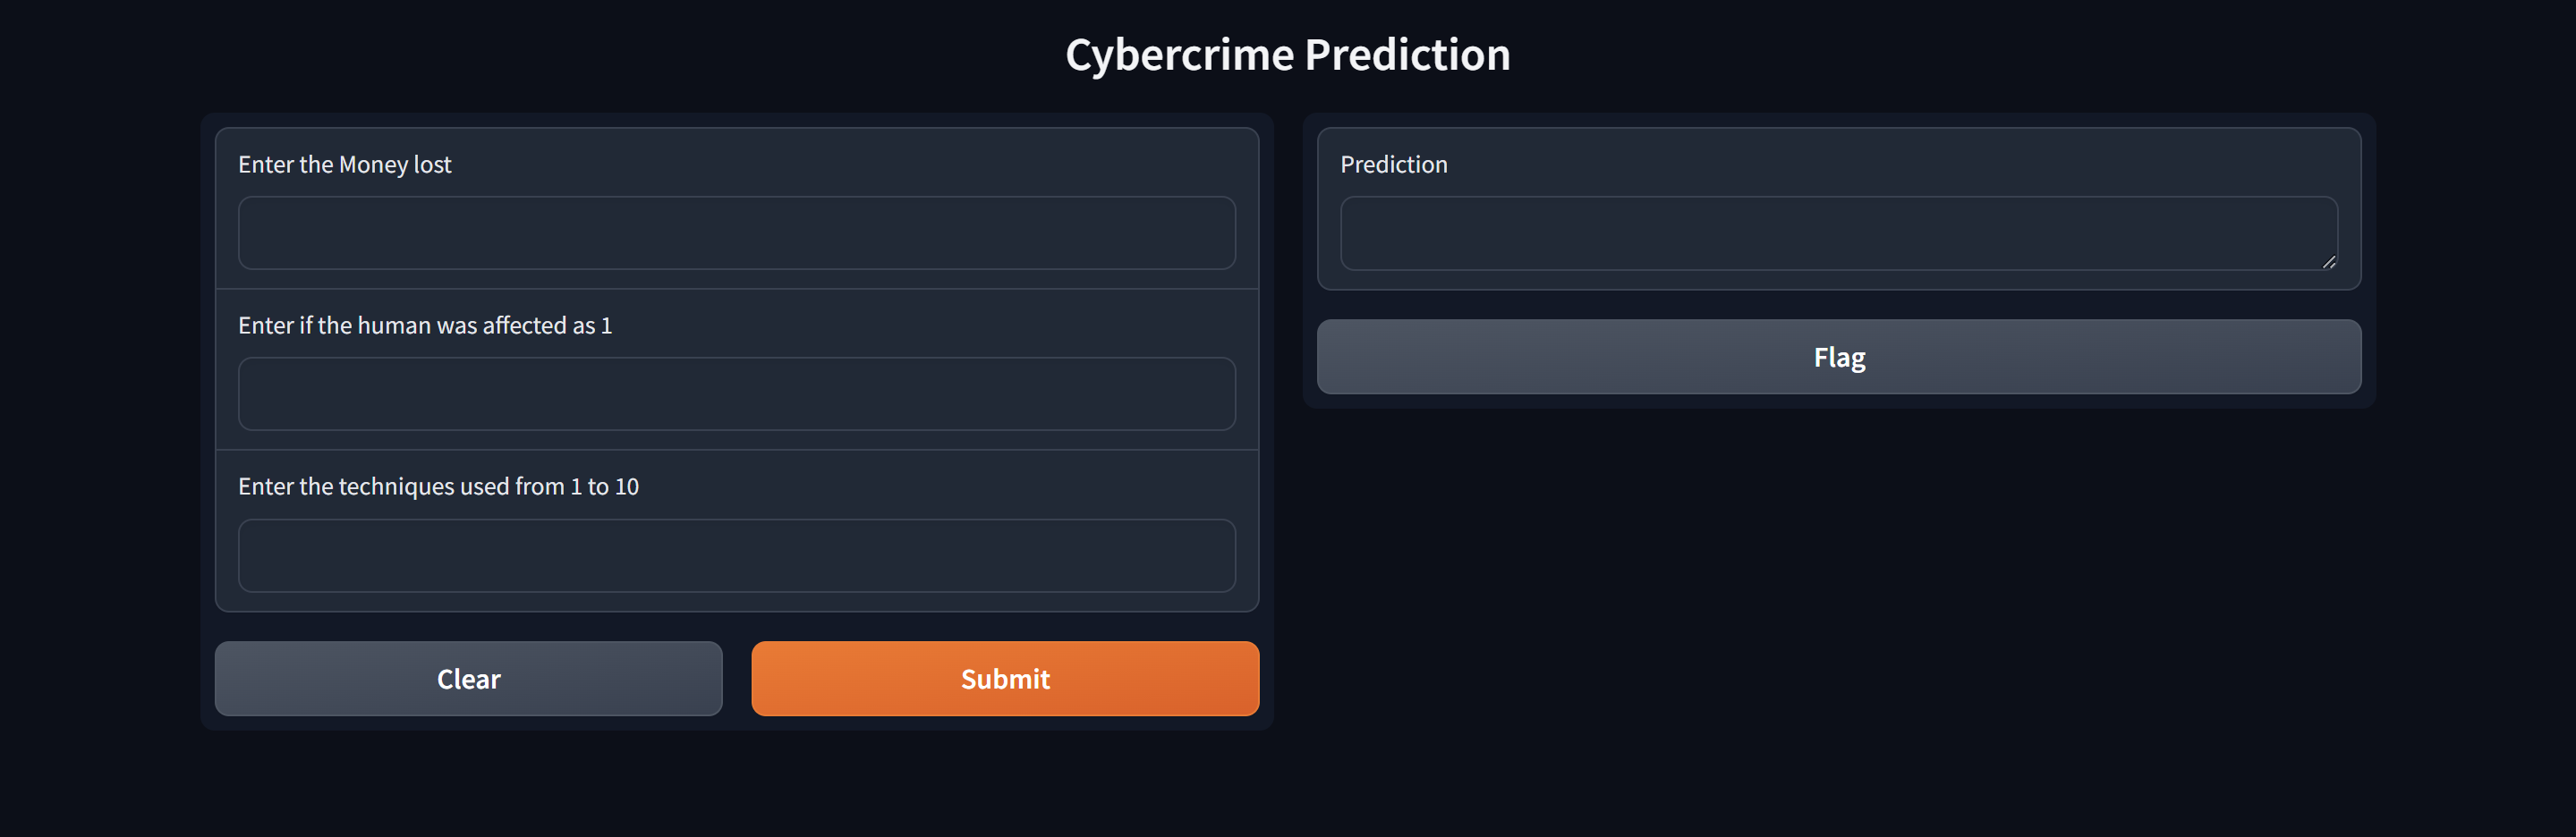 Cybercrime Prediction
Enter the Money lost
Enter if the human was affected as 1
Enter the techniques used from 1 to 10
Clear
Submit
Prediction
Flag